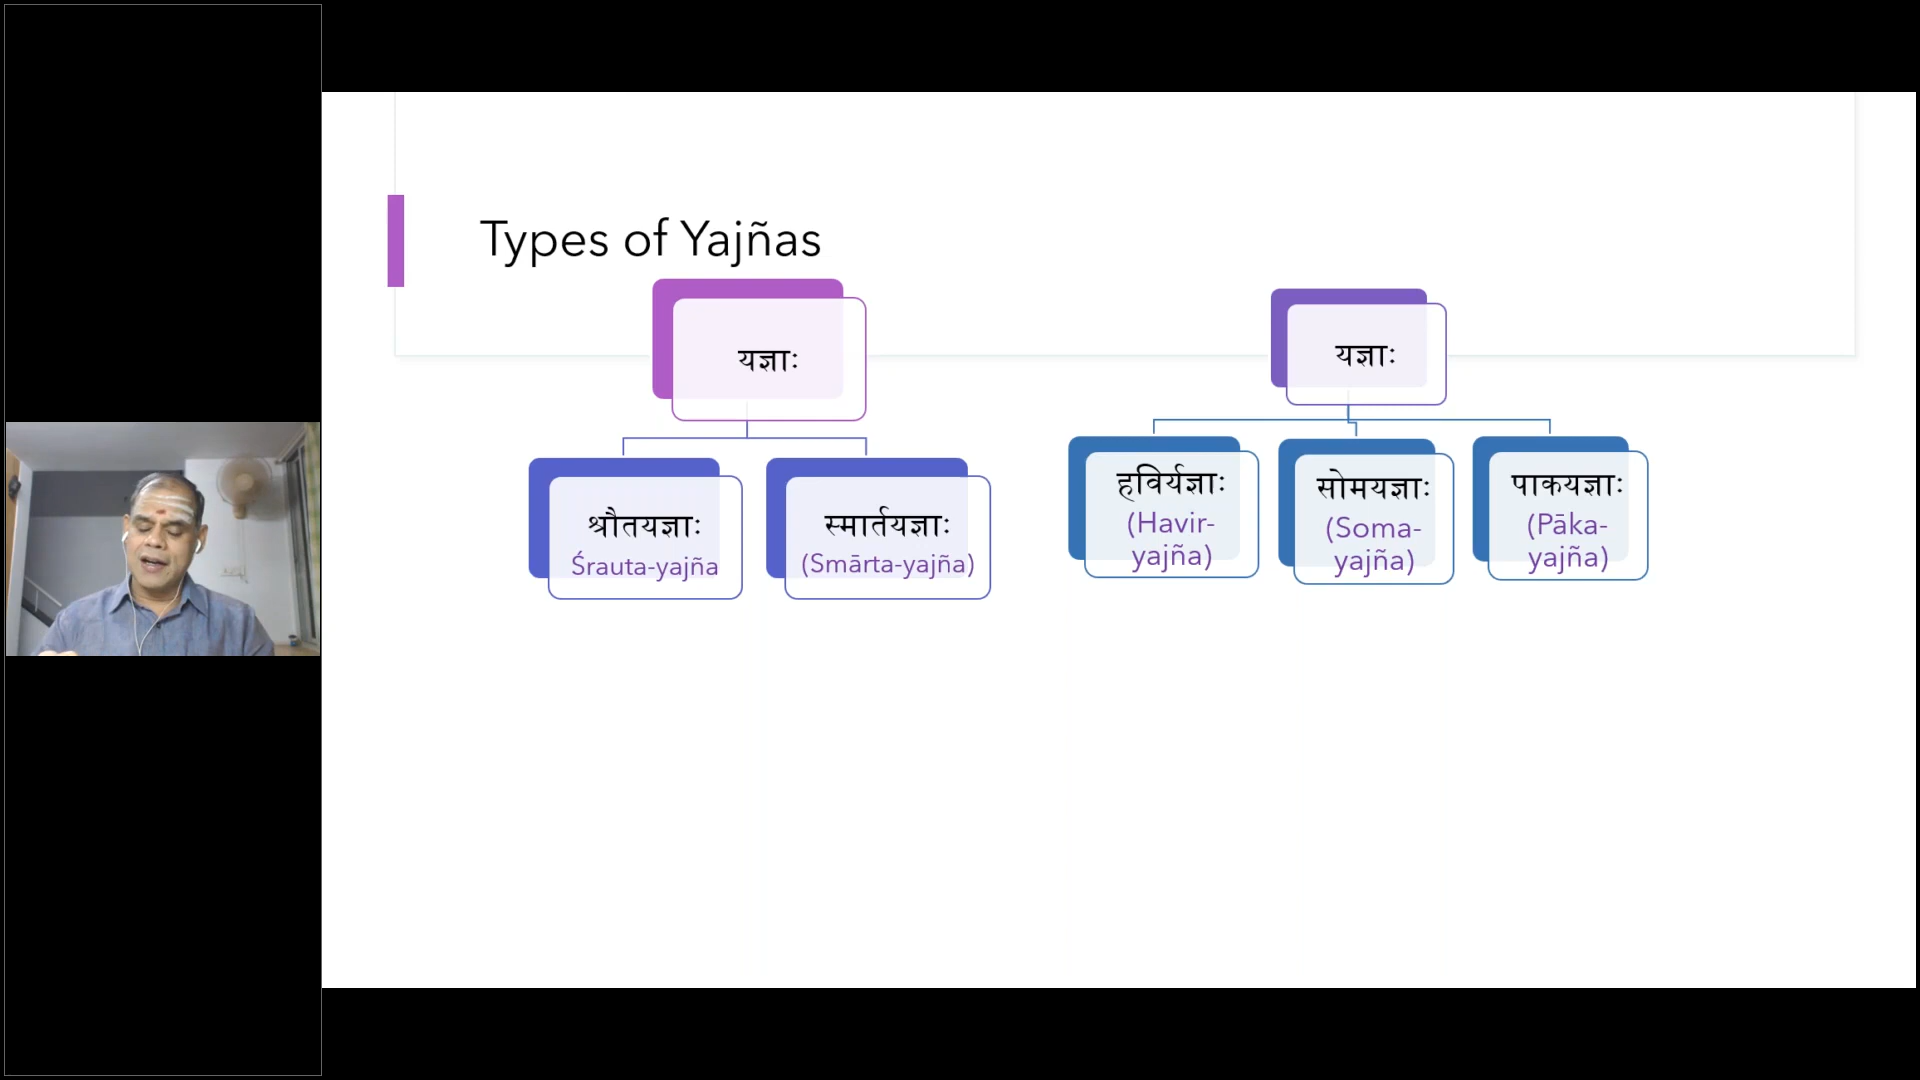 Types of Yajñas
यज्ञाः
श्रौतयज्ञाः
Śrauta-yajña
स्मार्तयज्ञाः
(Smārta-yajña)
यज्ञाः
हविर्यज्ञाः
(Havir-
yajña)
सोमयज्ञाः
(Soma-
yajña)
पाकयज्ञाः
(Pāka-
yajña)